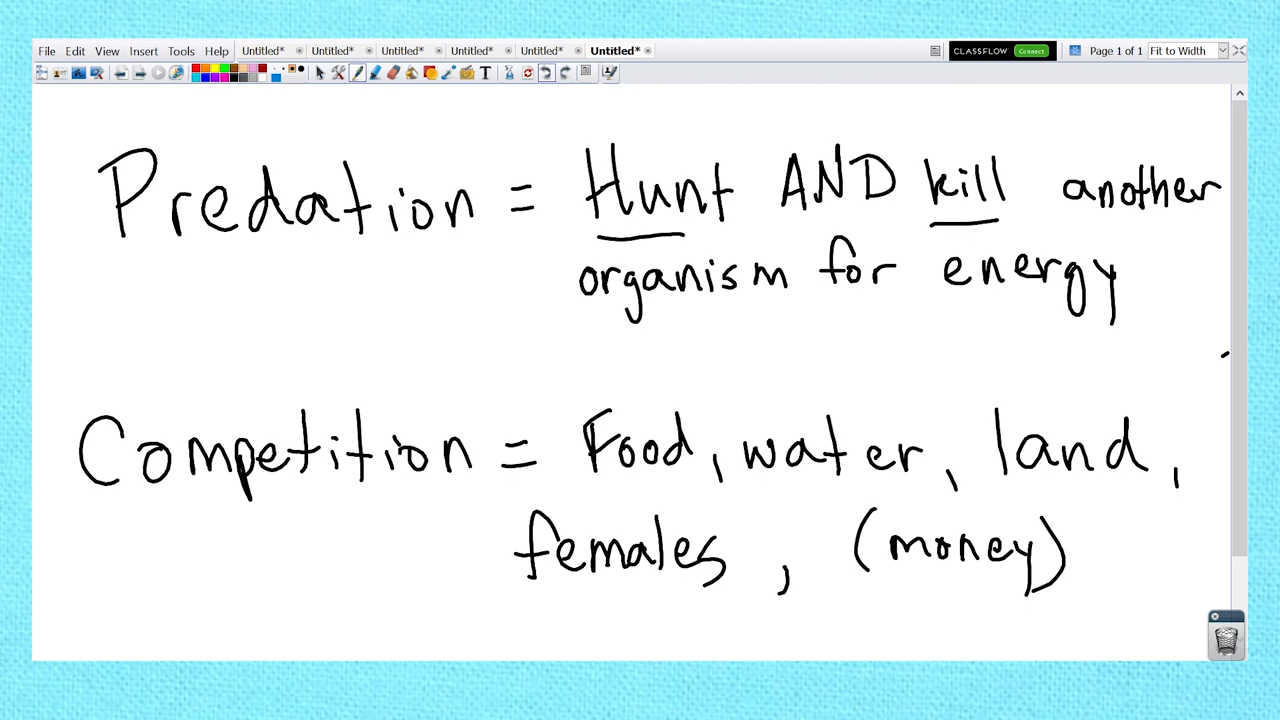 File Edit View Insert Tools Help Untitled* Untitled* Untitled* Untitled* Untitled* Untitled* CLASSFLOW Connect Page 1 of 1 Fit to Width
Predation = Hunt AND kill another
organism for energy
Competition = Food, water, land,
females, (money)